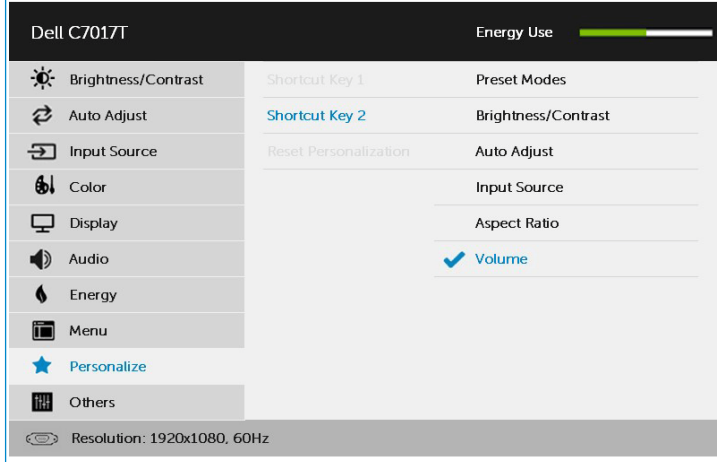 Dell C7017T
Energy Use
Brightness/Contrast
Shortcut Key 1
Preset Modes
Auto Adjust
Shortcut Key 2
Brightness/Contrast
Input Source
Reset Personalization
Auto Adjust
Color
Input Source
Display
Aspect Ratio
Audio
Volume
Energy
Menu
Personalize
Others
Resolution: 1920x1080, 60Hz